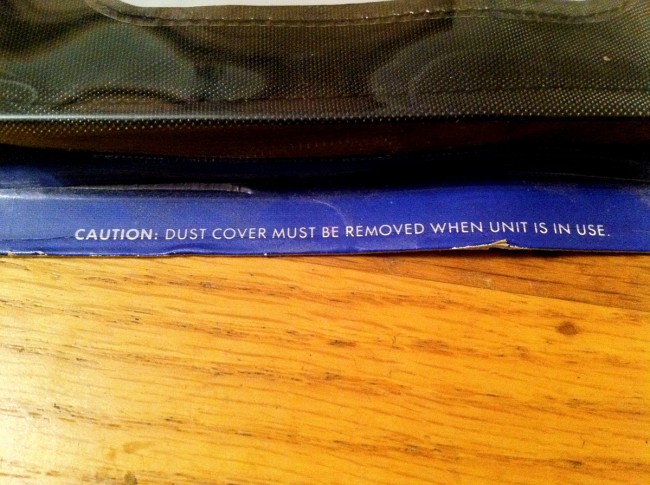 CAUTION: DUST COVER MUST BE REMOVED WHEN UNIT IS IN USE.